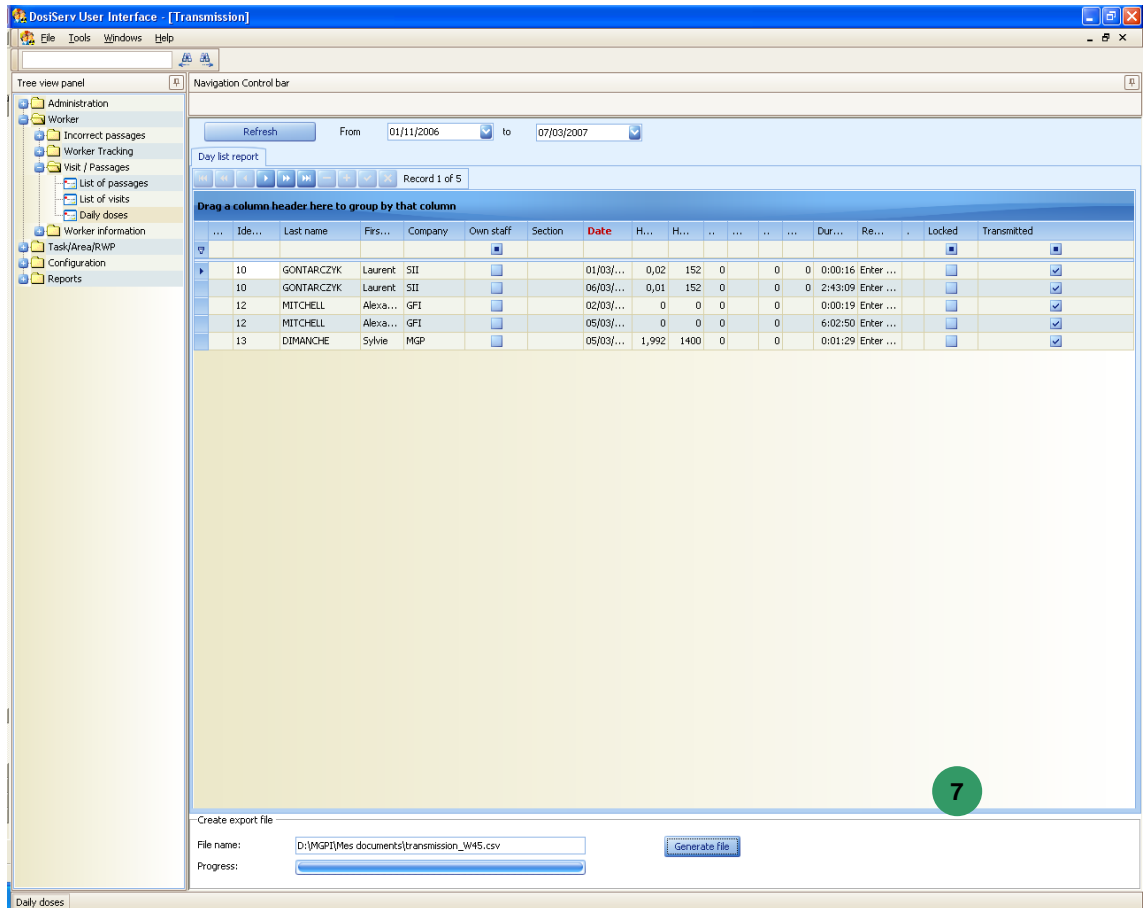 DosiServ User Interface - [Transmission]
File Tools Windows Help
Tree view panel
Navigation Control bar
Administration
Worker
Incorrect passages
Worker Tracking
Visit / Passages
List of passages
List of visits
Daily doses
Worker information
Task/Area/RWP
Configuration
Reports
Refresh From 01/11/2006 to 07/03/2007
Day list report
Record 1 of 5
Drag a column header here to group by that column
... Ide... Last name Firs... Company Own staff Section Date H... H... .. ... .. ... Dur... Re... . Locked Transmitted
10 GONTARCZYK Laurent SII 01/03/... 0,02 152 0 0 0 0:00:16 Enter ...
10 GONTARCZYK Laurent SII 06/03/... 0,01 152 0 0 0 2:43:09 Enter ...
12 MITCHELL Alexa... GFI 02/03/... 0 0 0 0 0:00:19 Enter ...
12 MITCHELL Alexa... GFI 05/03/... 0 0 0 0 6:02:50 Enter ...
13 DIMANCHE Sylvie MGP 05/03/... 1,992 1400 0 0 0:01:29 Enter ...
7
Create export file
File name: D:\MGPI\Mes documents\transmission_W45.csv Generate file
Progress:
Daily doses